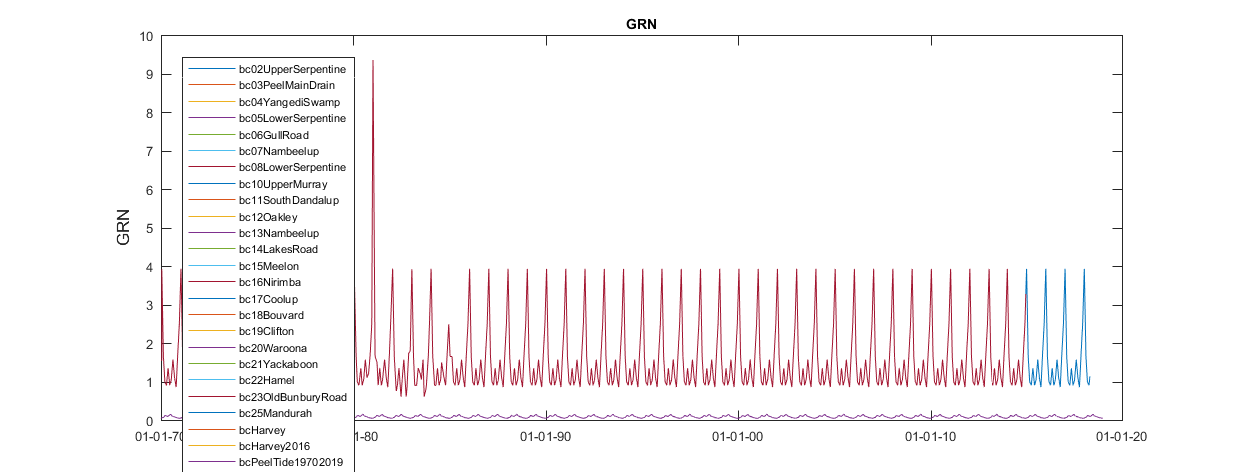 GRN
10
9
8
7
6
5
4
3
2
1
0
GRN
bc02UpperSerpentine
bc03PeelMainDrain
bc04YangediSwamp
bc05LowerSerpentine
bc06GullRoad
bc07Nambeelup
bc08LowerSerpentine
bc10UpperMurray
bc11SouthDandalup
bc12Oakley
bc13Nambeelup
bc14LakesRoad
bc15Meelon
bc16Nirimba
bc17Coolup
bc18Bouvard
bc19Clifton
bc20Waroona
bc21Yackaboon
bc22Hamel
bc23OldBunburyRoad
bc25Mandurah
bcHarvey
bcHarvey2016
bcPeelTide19702019
01-01-70
1-80
01-01-90
01-01-00
01-01-10
01-01-20